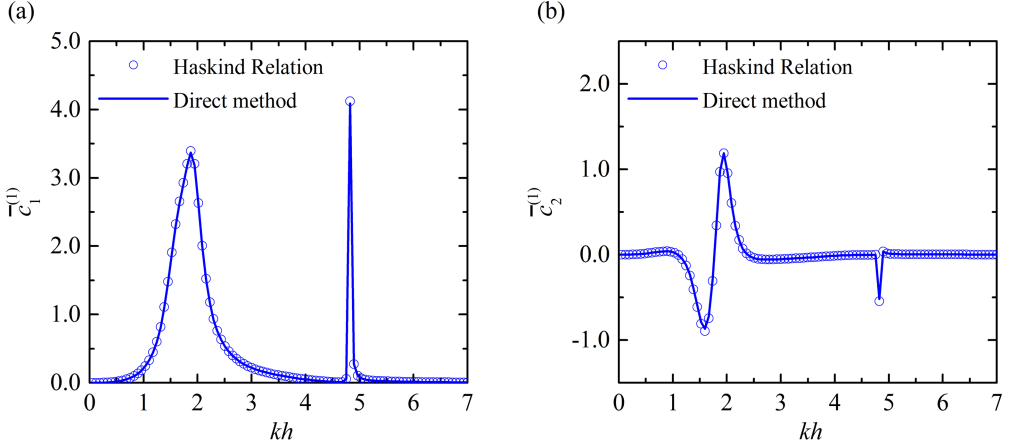 (a)
5.0
4.0
3.0
2.0
1.0
0.0
c̅₁⁽¹⁾
Haskind Relation
Direct method
0 1 2 3 4 5 6 7
kh
(b)
2.0
1.0
0.0
-1.0
c̅₂⁽¹⁾
Haskind Relation
Direct method
0 1 2 3 4 5 6 7
kh